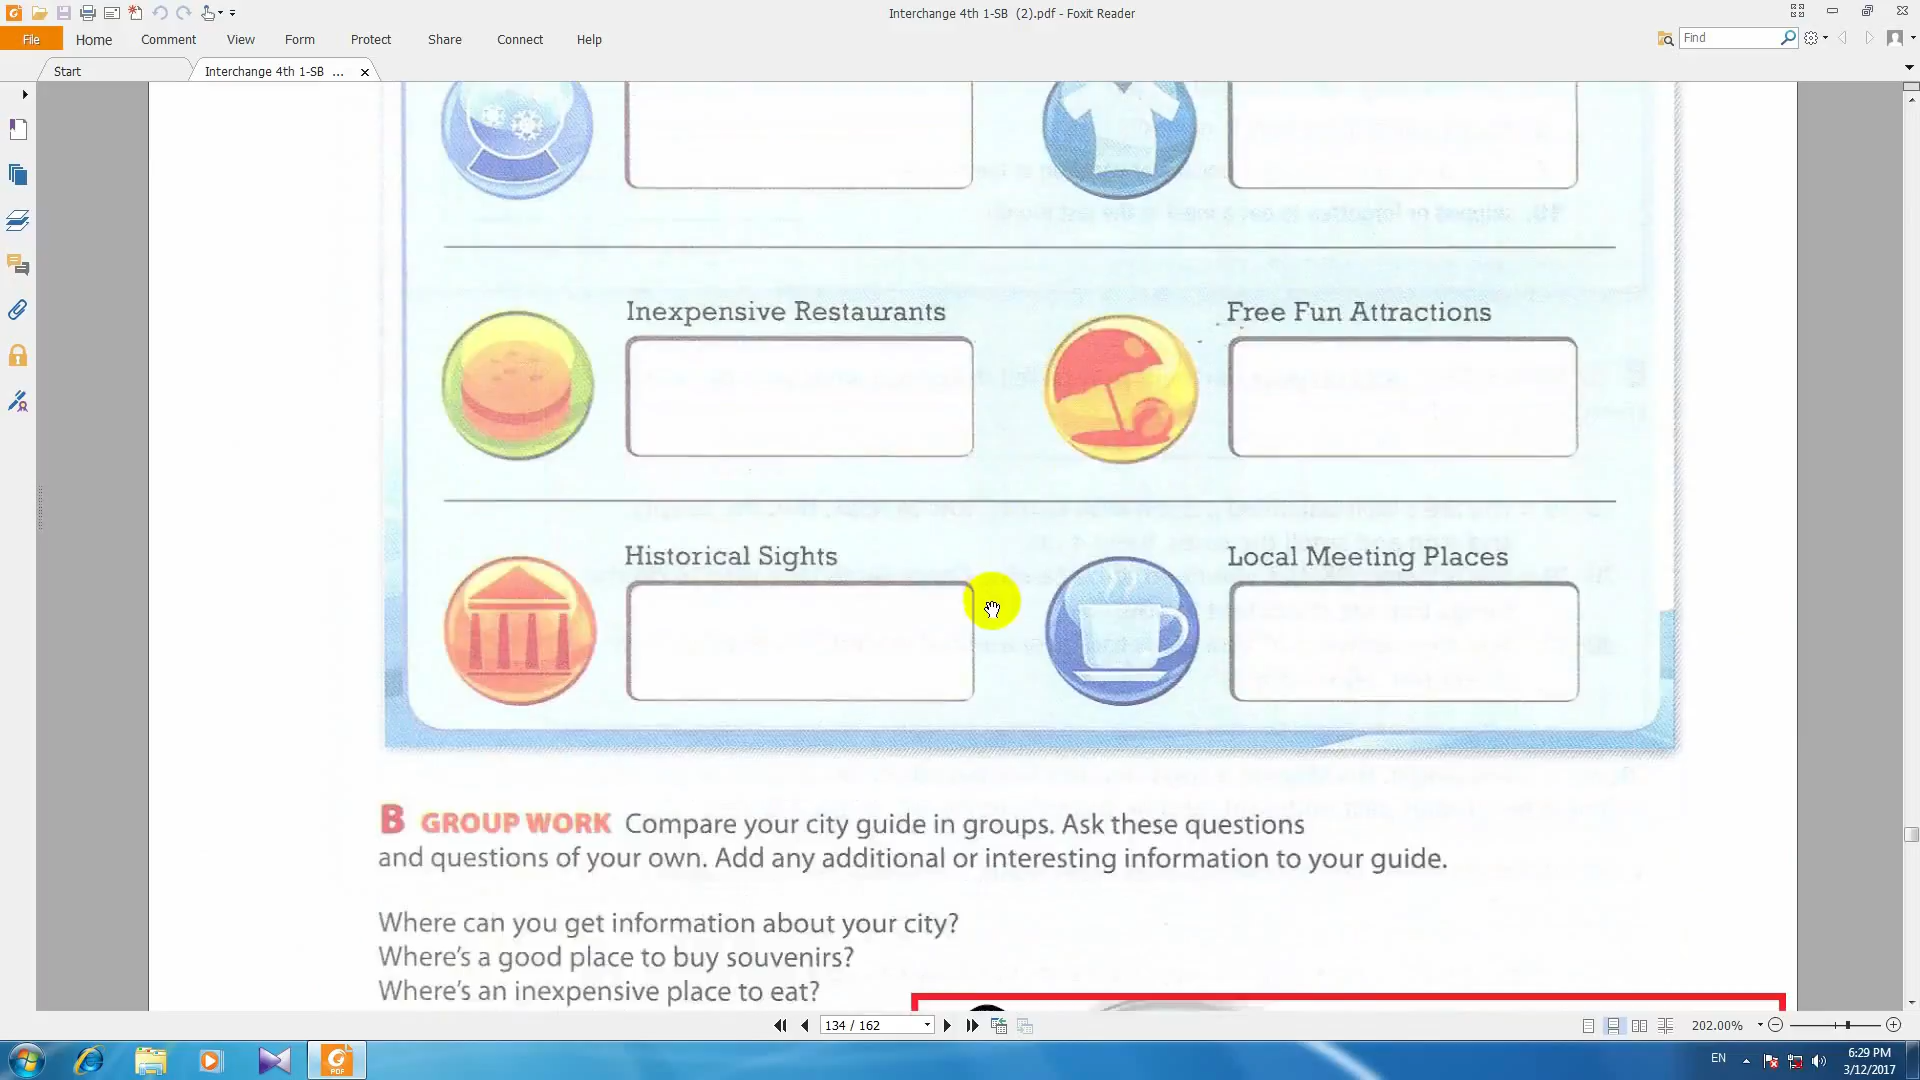 Interchange 4th 1-SB  (2).pdf - Foxit Reader
File Home Comment View Form Protect Share Connect Help
Find
Start
Interchange 4th 1-SB ...
Inexpensive Restaurants
Free Fun Attractions
Historical Sights
Local Meeting Places
B GROUP WORK Compare your city guide in groups. Ask these questions
and questions of your own. Add any additional or interesting information to your guide.
Where can you get information about your city?
Where's a good place to buy souvenirs?
Where's an inexpensive place to eat?
134 / 162
202.00%
PDF
EN
6:29 PM
3/12/2017